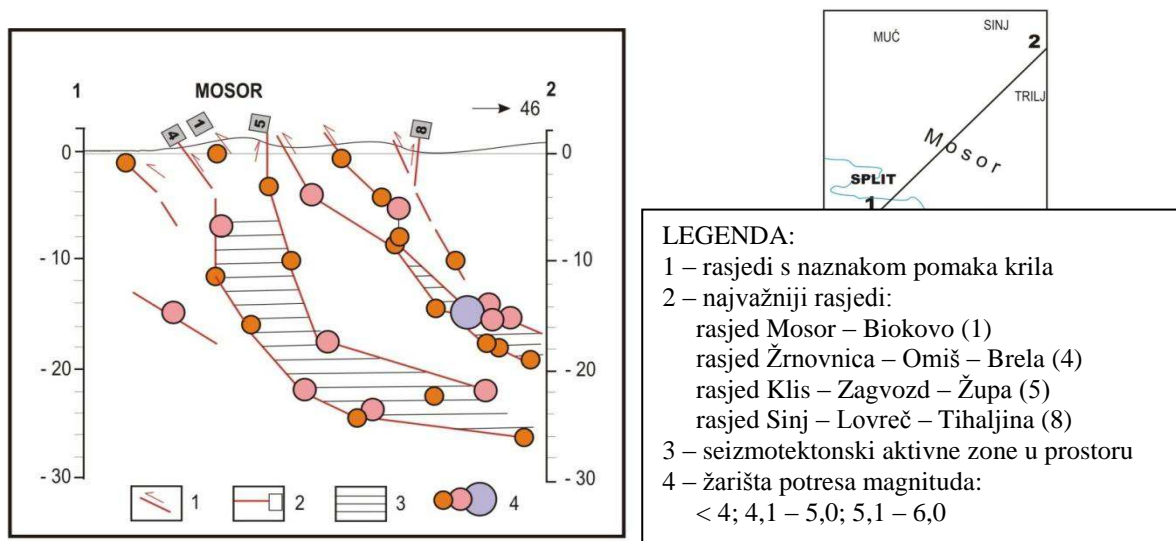 1
MOSOR
2
46
4
1
5
8
0
0
- 10
- 10
- 20
- 20
- 30
- 30
1
2
3
4
MUĆ
SINJ
2
TRILJ
Mosor
SPLIT
1
LEGENDA:
1 – rasjedi s naznakom pomaka krila
2 – najvažniji rasjedi:
rasjed Mosor – Biokovo (1)
rasjed Žrnovnica – Omiš – Brela (4)
rasjed Klis – Zagvozd – Župa (5)
rasjed Sinj – Lovreč – Tihaljina (8)
3 – seizmotektonski aktivne zone u prostoru
4 – žarišta potresa magnituda:
< 4; 4,1 – 5,0; 5,1 – 6,0